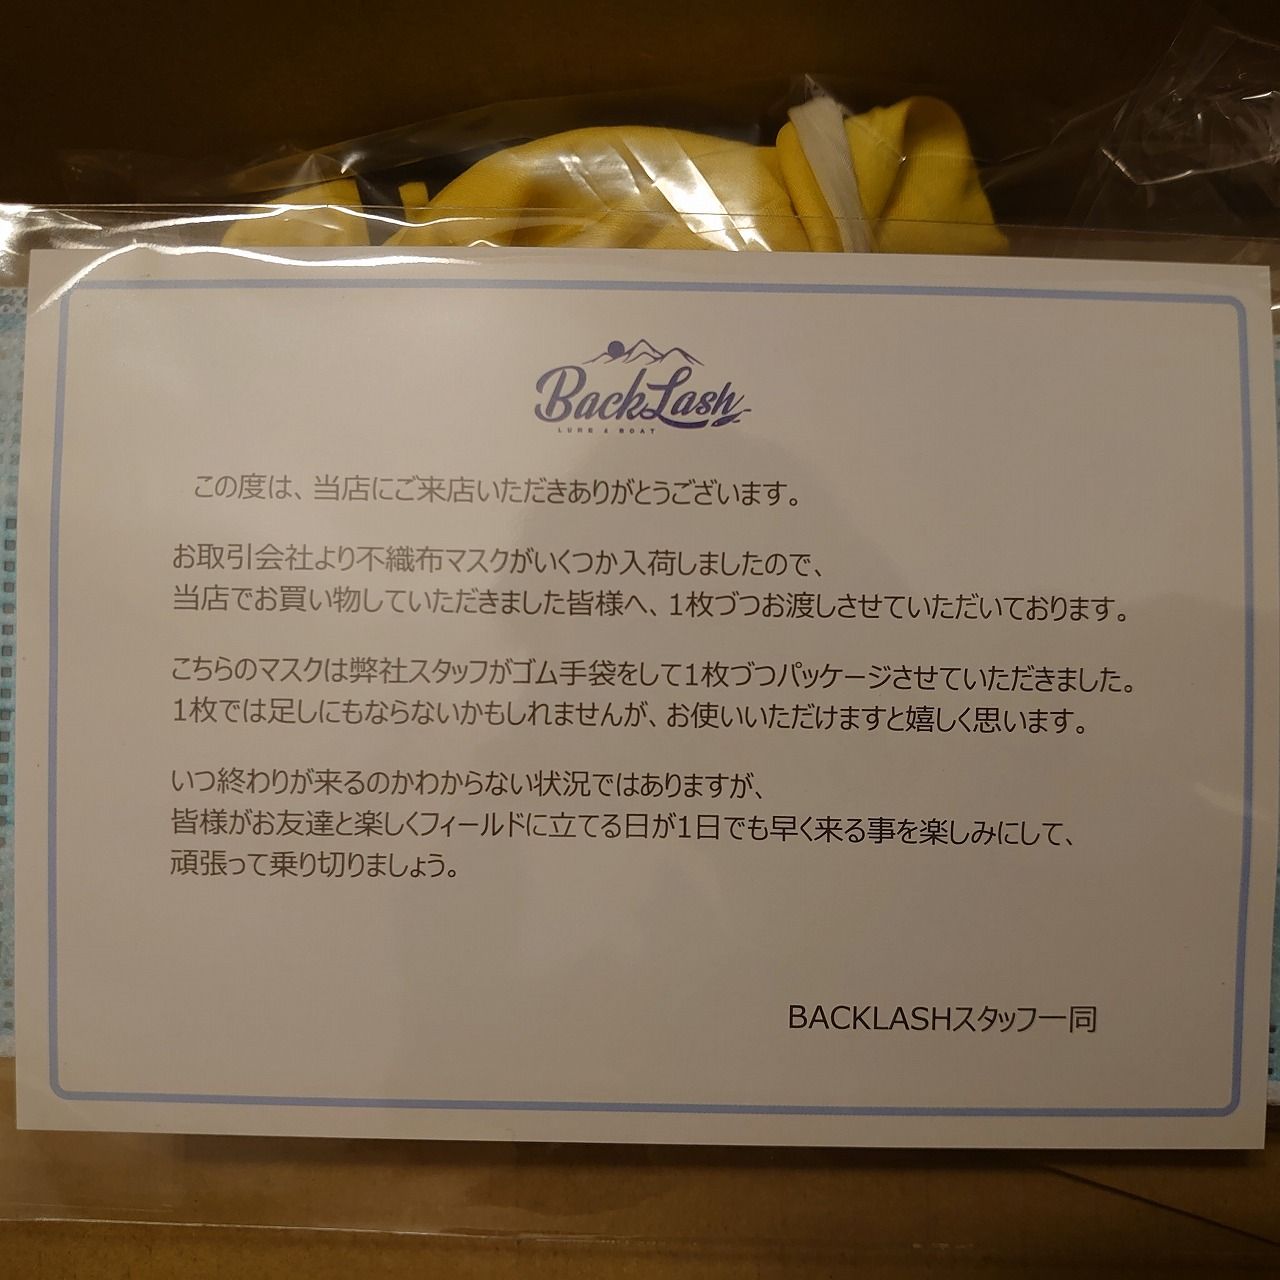 BackLash
LURE & BOAT
この度は、当店にご来店いただきありがとうございます。
お取引会社より不織布マスクがいくつか入荷しましたので、
当店でお買い物していただきました皆様へ、1枚づつお渡しさせていただいております。
こちらのマスクは弊社スタッフがゴム手袋をして1枚づつパッケージさせていただきました。
1枚では足しにもならないかもしれませんが、お使いいただけますと嬉しく思います。
いつ終わりが来るのかわからない状況ではありますが、
皆様がお友達と楽しくフィールドに立てる日が1日でも早く来る事を楽しみにして、
頑張って乗り切りましょう。
BACKLASHスタッフ一同